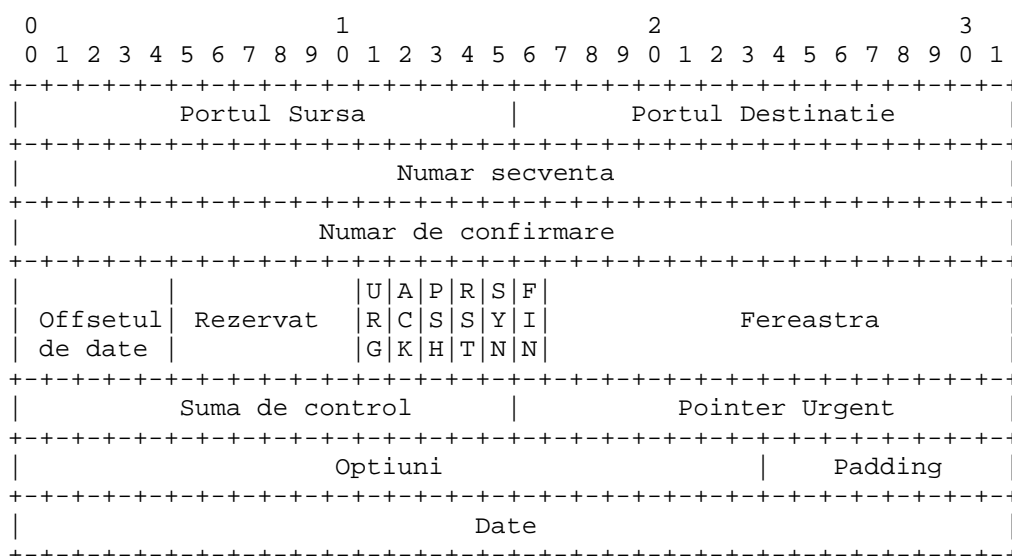 0                   1                   2                   3
0 1 2 3 4 5 6 7 8 9 0 1 2 3 4 5 6 7 8 9 0 1 2 3 4 5 6 7 8 9 0 1
+-+-+-+-+-+-+-+-+-+-+-+-+-+-+-+-+-+-+-+-+-+-+-+-+-+-+-+-+-+-+-+-+
|          Portul Sursa         |       Portul Destinatie       |
+-+-+-+-+-+-+-+-+-+-+-+-+-+-+-+-+-+-+-+-+-+-+-+-+-+-+-+-+-+-+-+-+
|                        Numar secventa                         |
+-+-+-+-+-+-+-+-+-+-+-+-+-+-+-+-+-+-+-+-+-+-+-+-+-+-+-+-+-+-+-+-+
|                   Numar de confirmare                         |
+-+-+-+-+-+-+-+-+-+-+-+-+-+-+-+-+-+-+-+-+-+-+-+-+-+-+-+-+-+-+-+-+
|         |           |U|A|P|R|S|F|                             |
| Offsetul| Rezervat  |R|C|S|S|Y|I|            Fereastra        |
| de date |           |G|K|H|T|N|N|                             |
+-+-+-+-+-+-+-+-+-+-+-+-+-+-+-+-+-+-+-+-+-+-+-+-+-+-+-+-+-+-+-+-+
|          Suma de control      |          Pointer Urgent       |
+-+-+-+-+-+-+-+-+-+-+-+-+-+-+-+-+-+-+-+-+-+-+-+-+-+-+-+-+-+-+-+-+
|                    Optiuni                    |    Padding    |
+-+-+-+-+-+-+-+-+-+-+-+-+-+-+-+-+-+-+-+-+-+-+-+-+-+-+-+-+-+-+-+-+
|                             Date                              |
+-+-+-+-+-+-+-+-+-+-+-+-+-+-+-+-+-+-+-+-+-+-+-+-+-+-+-+-+-+-+-+-+